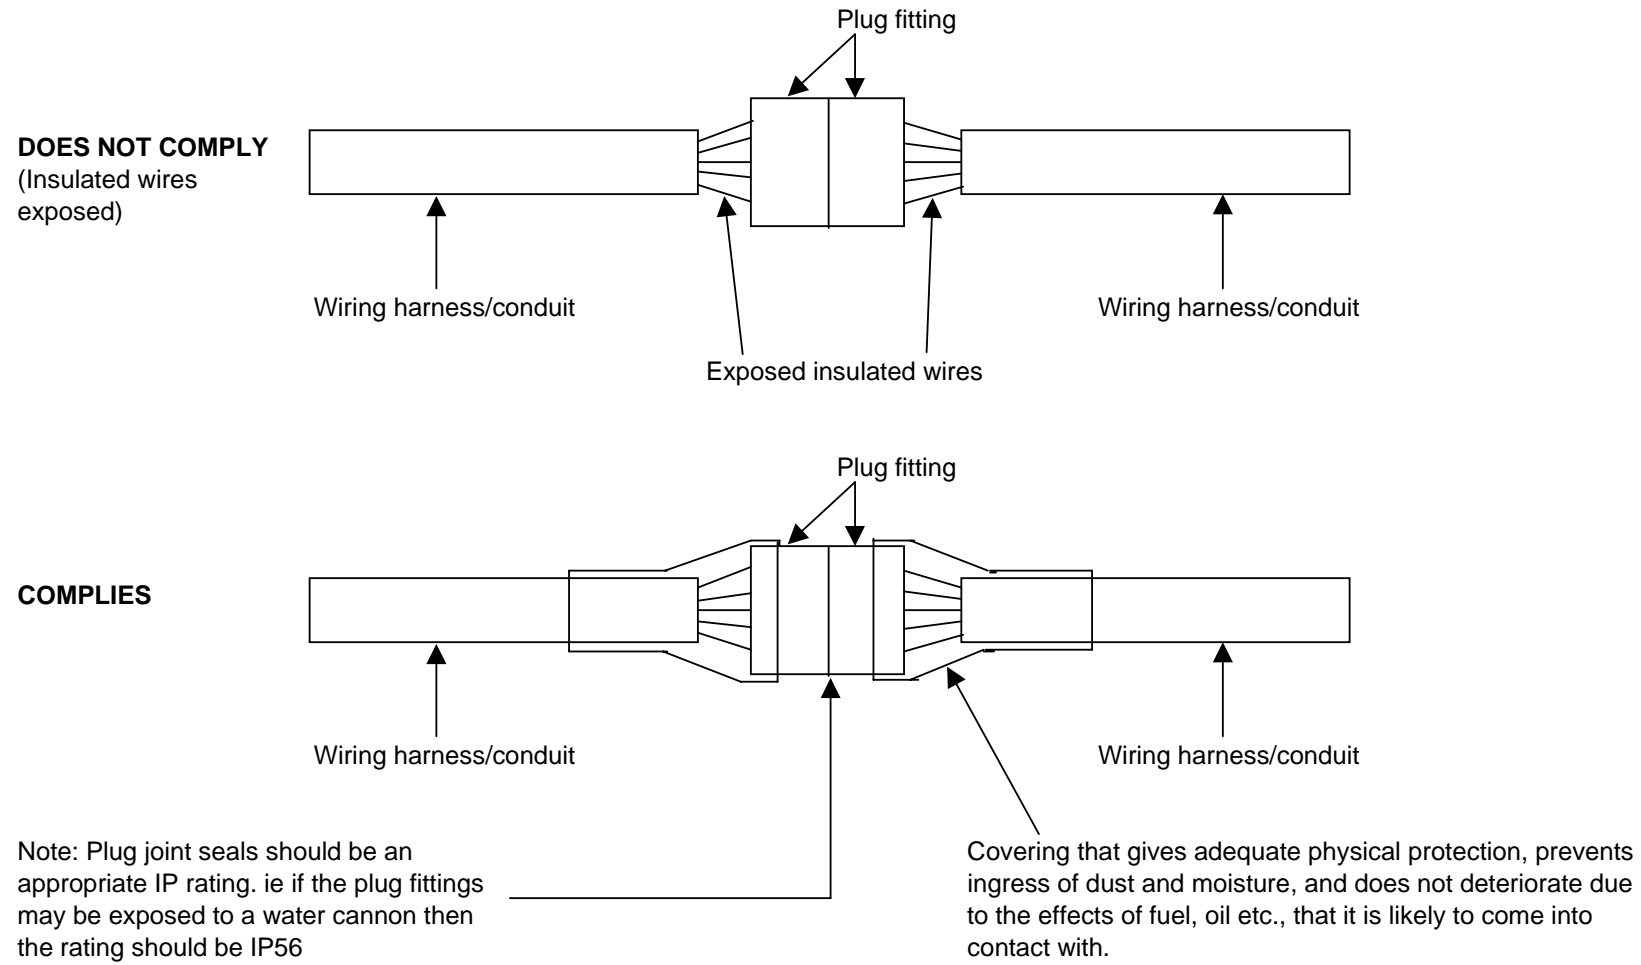 Plug fitting
DOES NOT COMPLY
(Insulated wires
exposed)
Wiring harness/conduit
Wiring harness/conduit
Exposed insulated wires
Plug fitting
COMPLIES
Wiring harness/conduit
Wiring harness/conduit
Note: Plug joint seals should be an
appropriate IP rating. ie if the plug fittings
may be exposed to a water cannon then
the rating should be IP56
Covering that gives adequate physical protection, prevents
ingress of dust and moisture, and does not deteriorate due
to the effects of fuel, oil etc., that it is likely to come into
contact with.